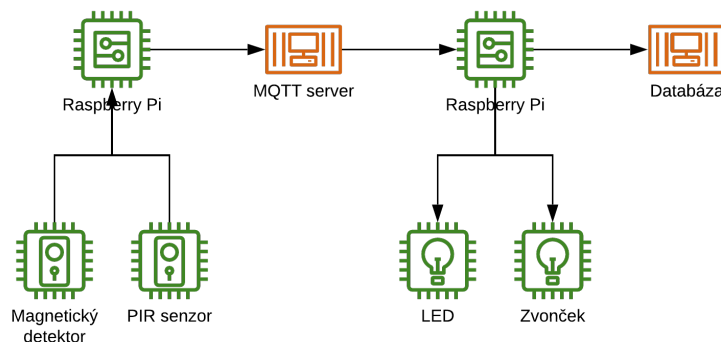 Raspberry Pi
MQTT server
Raspberry Pi
Databáza
Magnetický
detektor
PIR senzor
LED
Zvonček